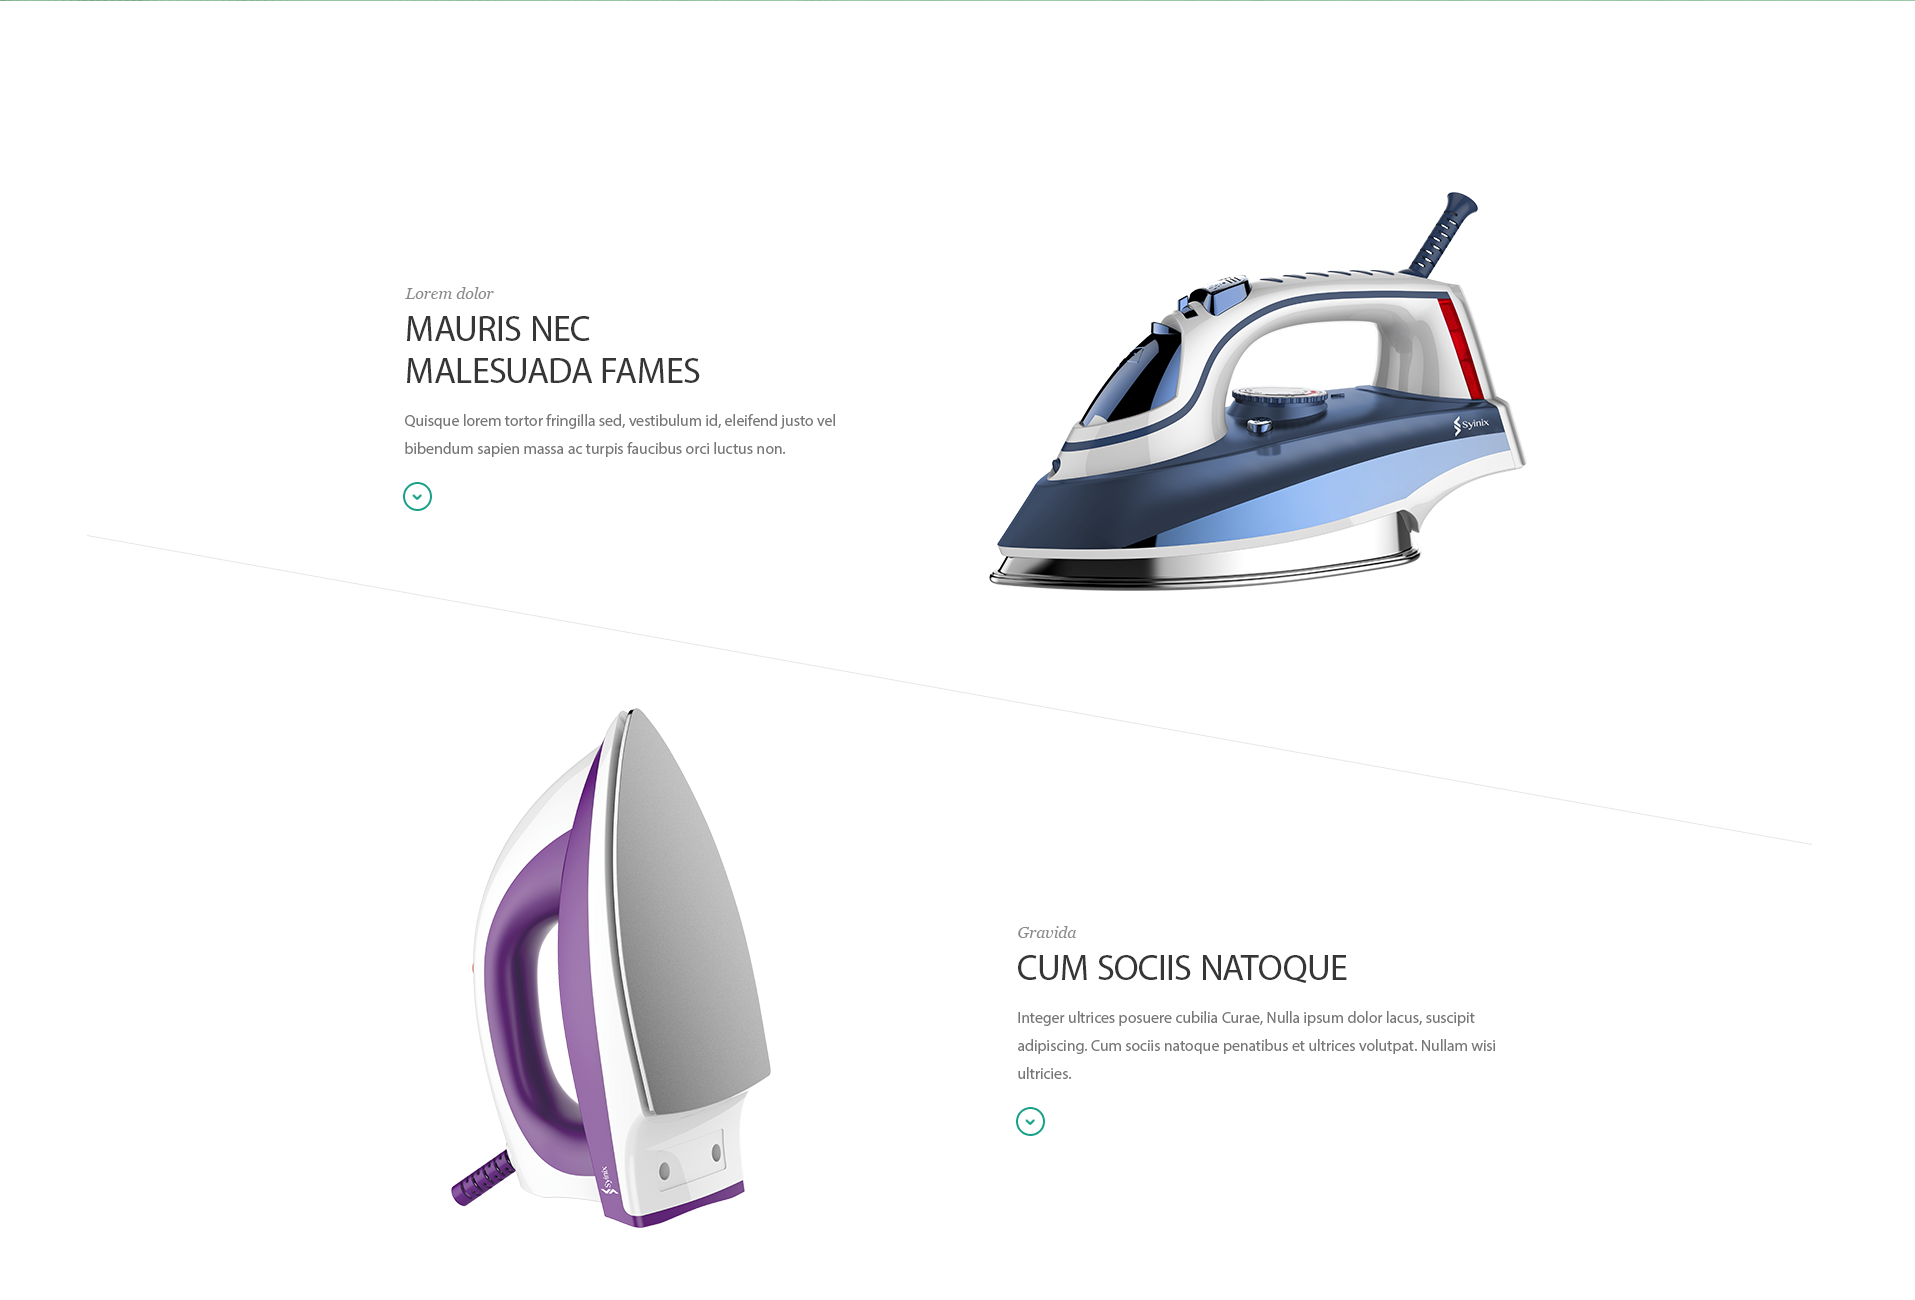 Lorem dolor
MAURIS NEC
MALESUADA FAMES
Quisque lorem tortor fringilla sed, vestibulum id, eleifend justo vel
bibendum sapien massa ac turpis faucibus orci luctus non.
Syinix
Syinix
Gravida
CUM SOCIIS NATOQUE
Integer ultrices posuere cubilia Curae, Nulla ipsum dolor lacus, suscipit
adipiscing. Cum sociis natoque penatibus et ultrices volutpat. Nullam wisi
ultricies.